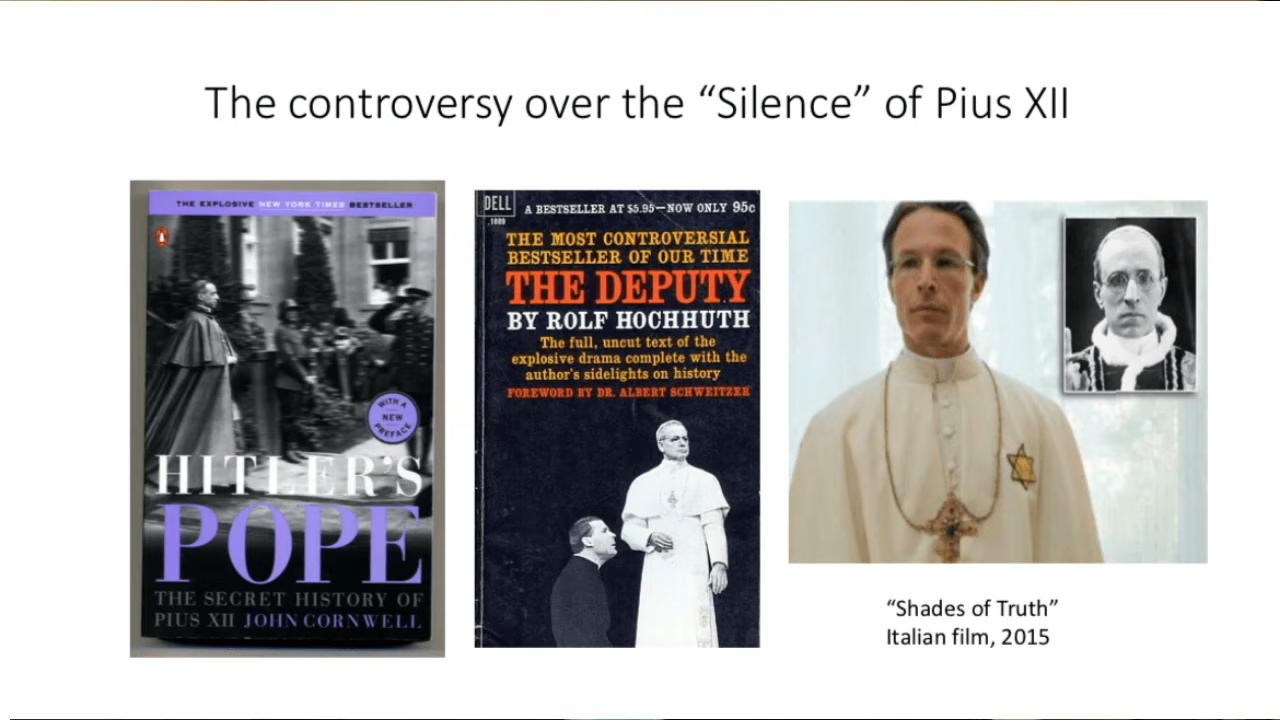 The controversy over the “Silence” of Pius XII
THE EXPLOSIVE NEW YORK TIMES BESTSELLER
WITH A
NEW
PREFACE
HITLER'S
POPE
THE SECRET HISTORY OF
PIUS XII JOHN CORNWELL
DELL
1889
A BESTSELLER AT $5.95—NOW ONLY 95c
THE MOST CONTROVERSIAL
BESTSELLER OF OUR TIME
THE DEPUTY
BY ROLF HOCHHUTH
The full, uncut text of the
explosive drama complete with the
author's sidelights on history
FOREWORD BY DR. ALBERT SCHWEITZER
“Shades of Truth”
Italian film, 2015